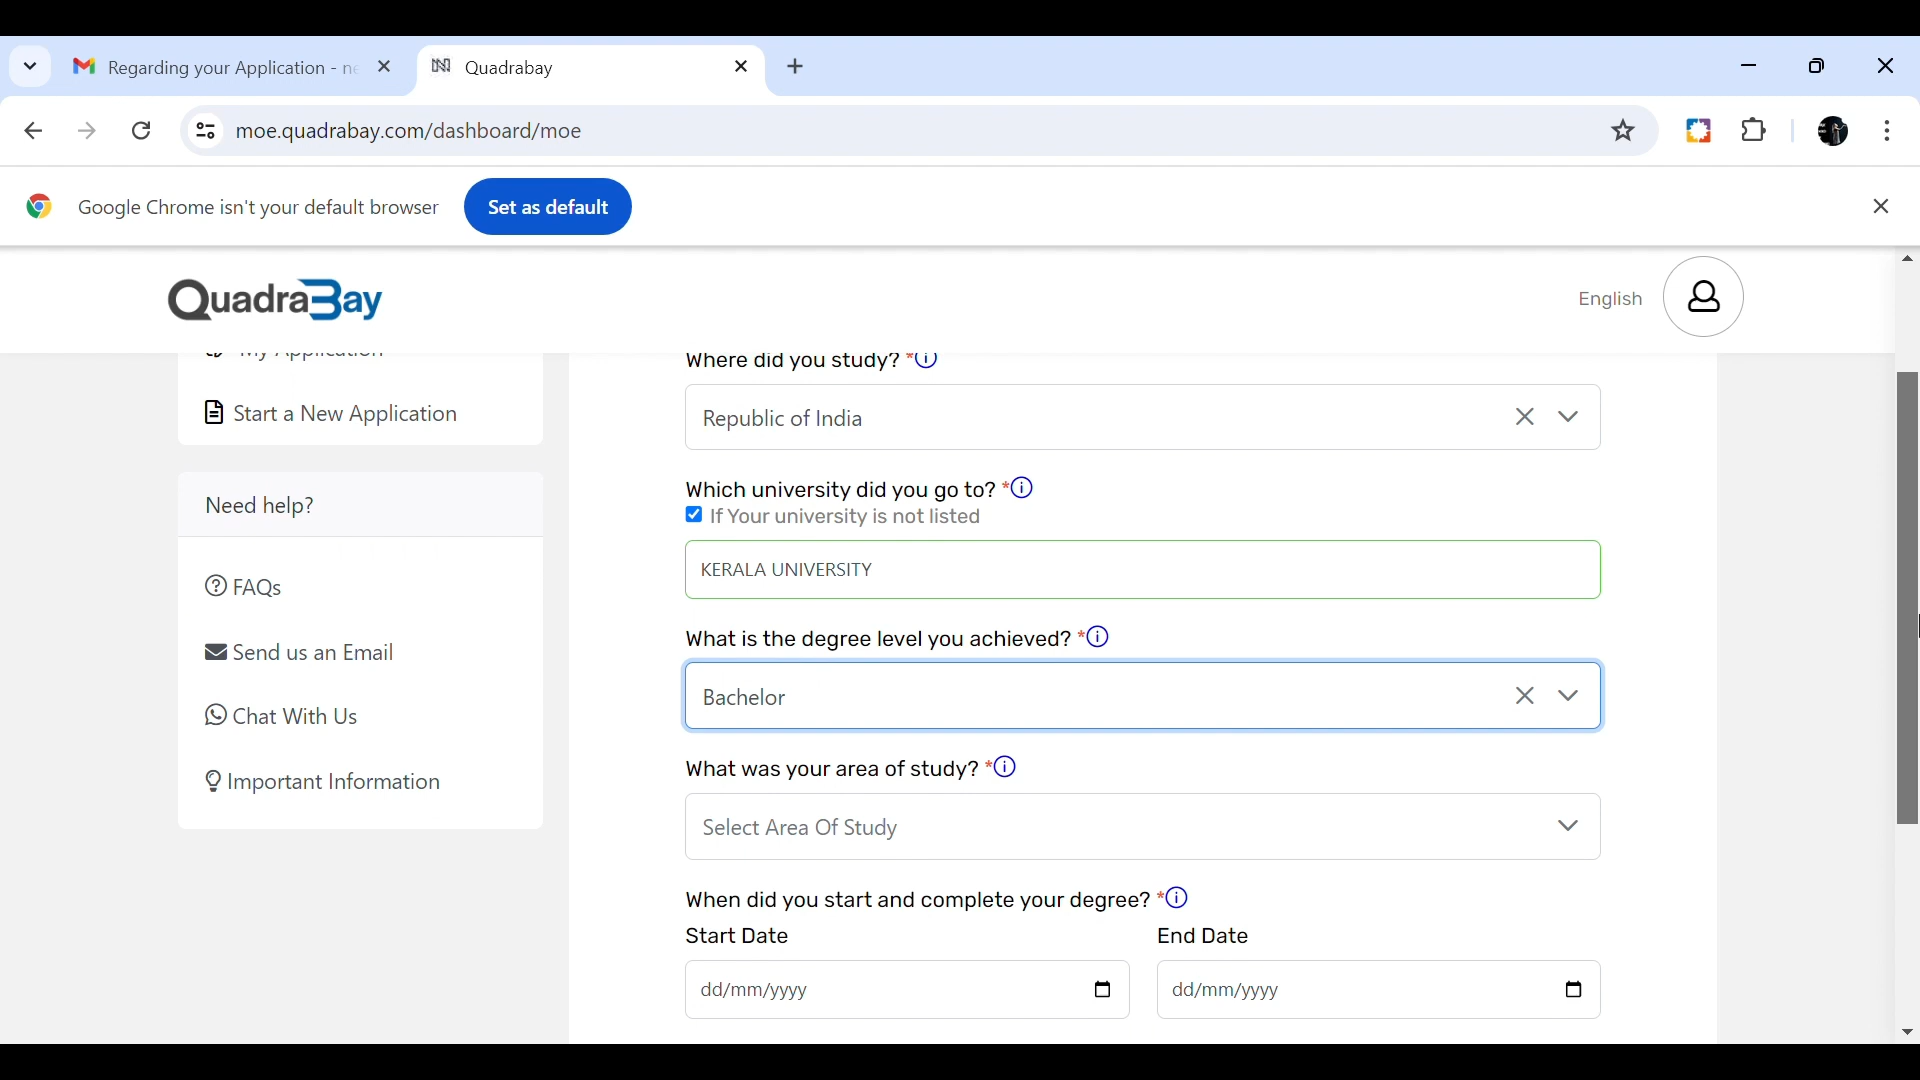 Regarding your Application - ne
Quadrabay
moe.quadrabay.com/dashboard/moe
Google Chrome isn't your default browser
Set as default
QuadraBay
English
My Application
Start a New Application
Need help?
FAQs
Send us an Email
Chat With Us
Important Information
Where did you study? *
Republic of India
Which university did you go to? *
If Your university is not listed
KERALA UNIVERSITY
What is the degree level you achieved? *
Bachelor
What was your area of study? *
Select Area Of Study
When did you start and complete your degree? *
Start Date
End Date
dd/mm/yyyy
dd/mm/yyyy